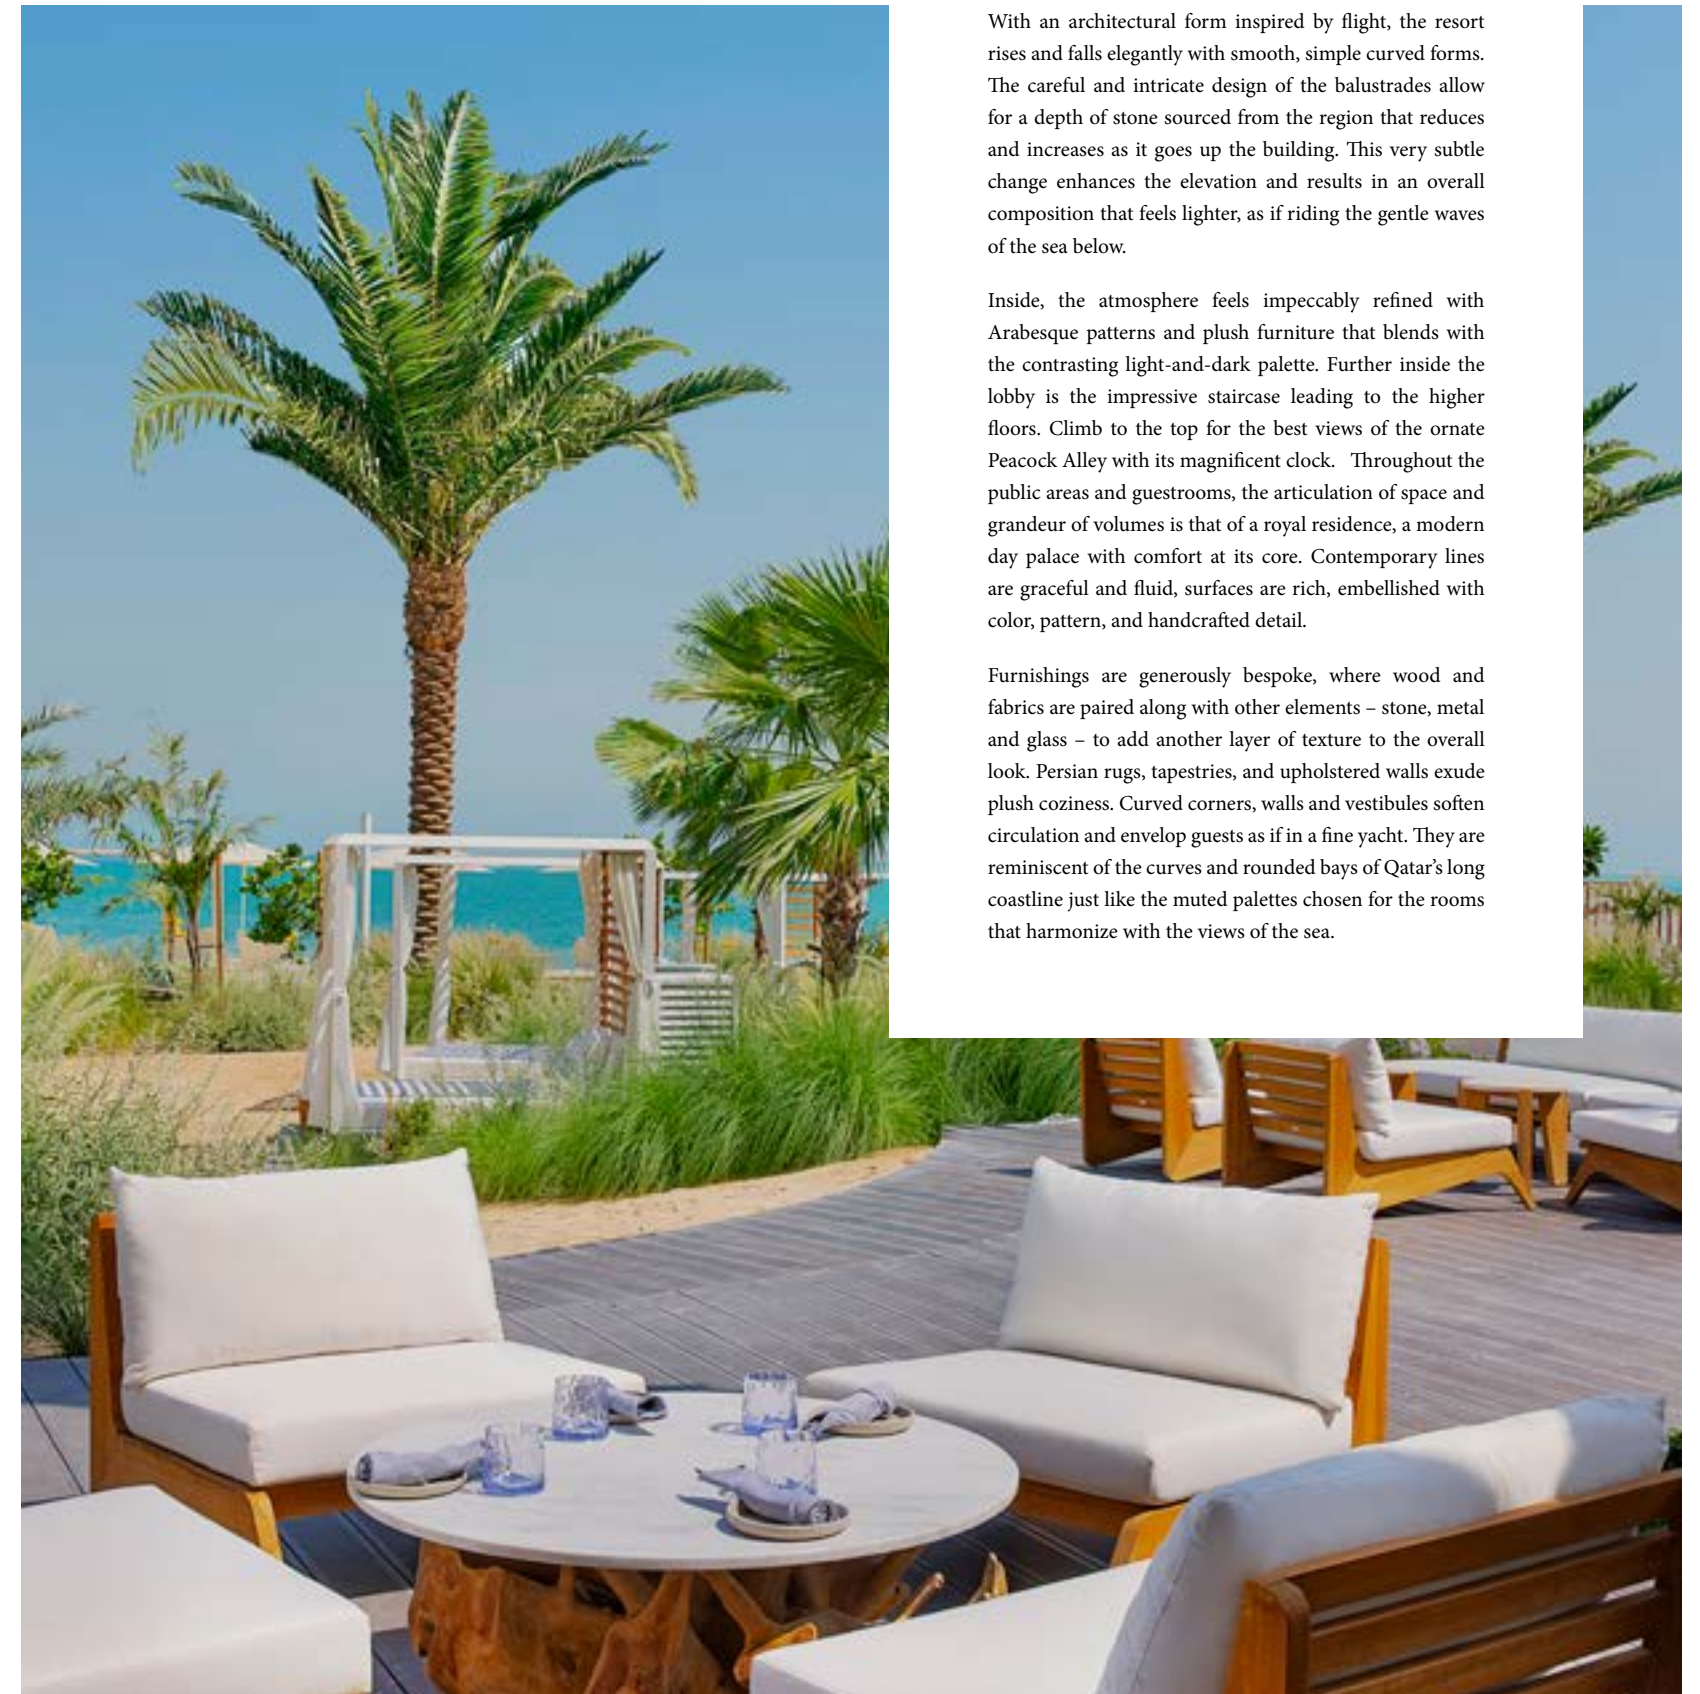 With an architectural form inspired by flight, the resort
rises and falls elegantly with smooth, simple curved forms.
The careful and intricate design of the balustrades allow
for a depth of stone sourced from the region that reduces
and increases as it goes up the building. This very subtle
change enhances the elevation and results in an overall
composition that feels lighter, as if riding the gentle waves
of the sea below.
Inside, the atmosphere feels impeccably refined with
Arabesque patterns and plush furniture that blends with
the contrasting light-and-dark palette. Further inside the
lobby is the impressive staircase leading to the higher
floors. Climb to the top for the best views of the ornate
Peacock Alley with its magnificent clock.   Throughout the
public areas and guestrooms, the articulation of space and
grandeur of volumes is that of a royal residence, a modern
day palace with comfort at its core. Contemporary lines
are graceful and fluid, surfaces are rich, embellished with
color, pattern, and handcrafted detail.
Furnishings are generously bespoke, where wood and
fabrics are paired along with other elements – stone, metal
and glass – to add another layer of texture to the overall
look. Persian rugs, tapestries, and upholstered walls exude
plush coziness. Curved corners, walls and vestibules soften
circulation and envelop guests as if in a fine yacht. They are
reminiscent of the curves and rounded bays of Qatar’s long
coastline just like the muted palettes chosen for the rooms
that harmonize with the views of the sea.